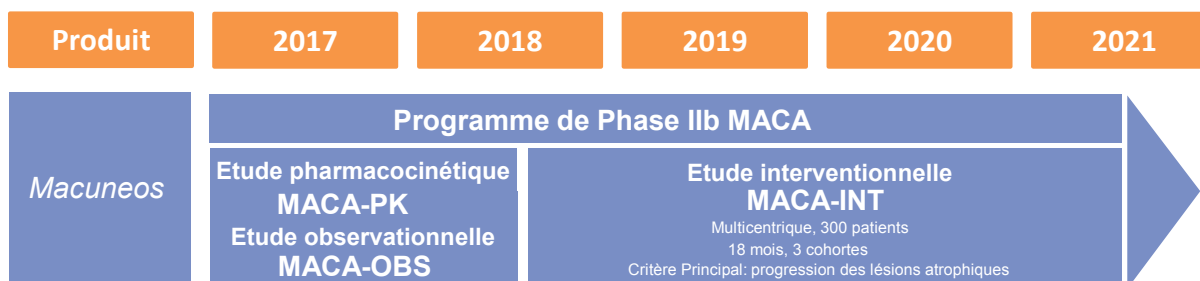 Produit 2017 2018 2019 2020 2021
Macuneos
Programme de Phase IIb MACA
Etude pharmacocinétique
MACA-PK
Etude observationnelle
MACA-OBS
Etude interventionnelle
MACA-INT
Multicentrique, 300 patients
18 mois, 3 cohortes
Critère Principal: progression des lésions atrophiques